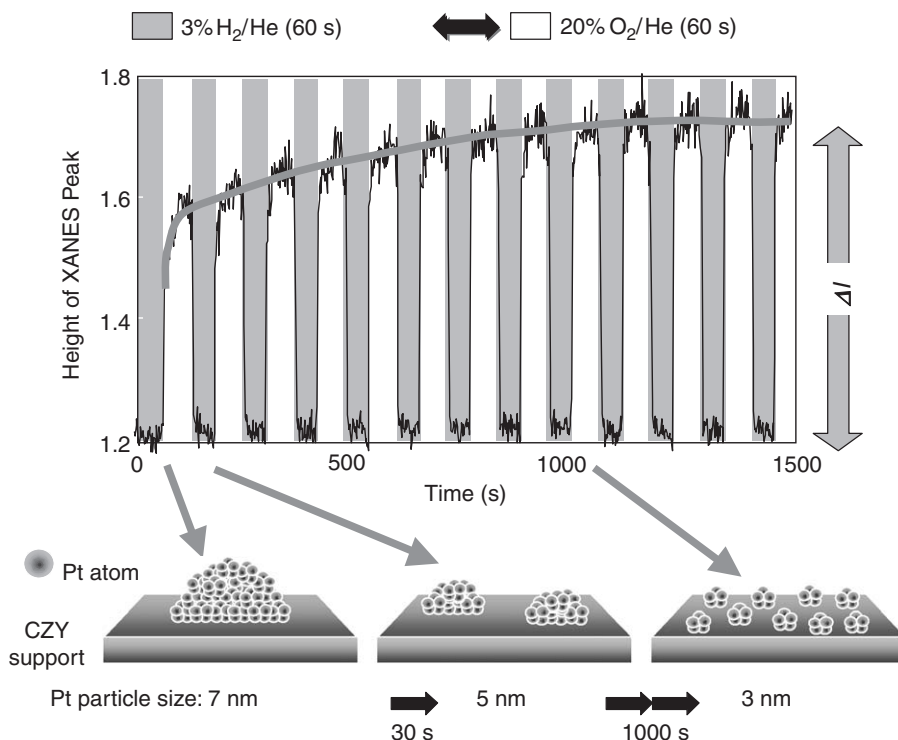 3% H₂/He (60 s) 20% O₂/He (60 s)
Height of XANES Peak
1.8
1.6
1.4
1.2
0 500 1000 1500
Time (s)
ΔI
Pt atom
CZY
support
Pt particle size: 7 nm 5 nm 3 nm
30 s 1000 s